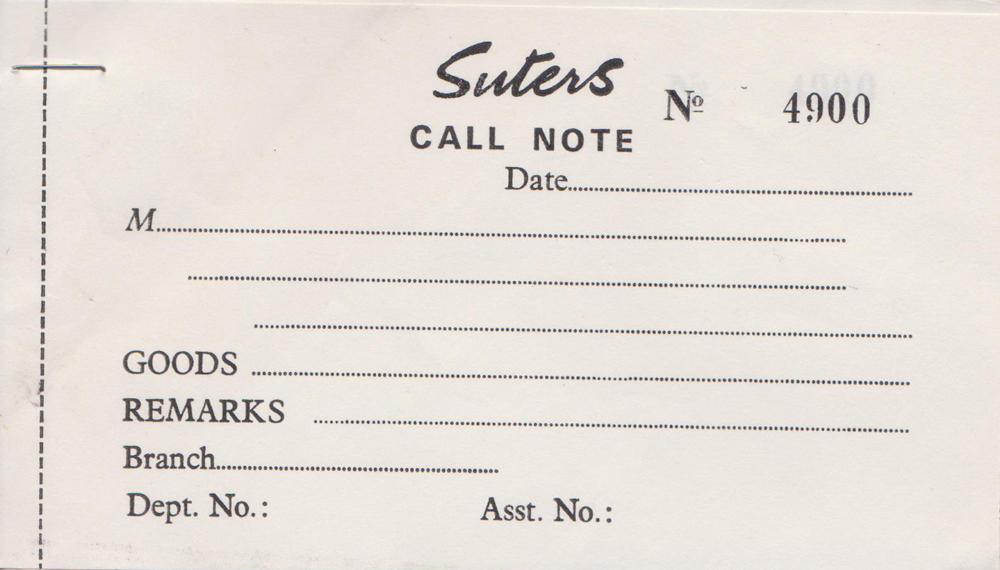 Suters
Nº 4900
CALL NOTE
Date
M
GOODS
REMARKS
Branch
Dept. No.: Asst. No.: